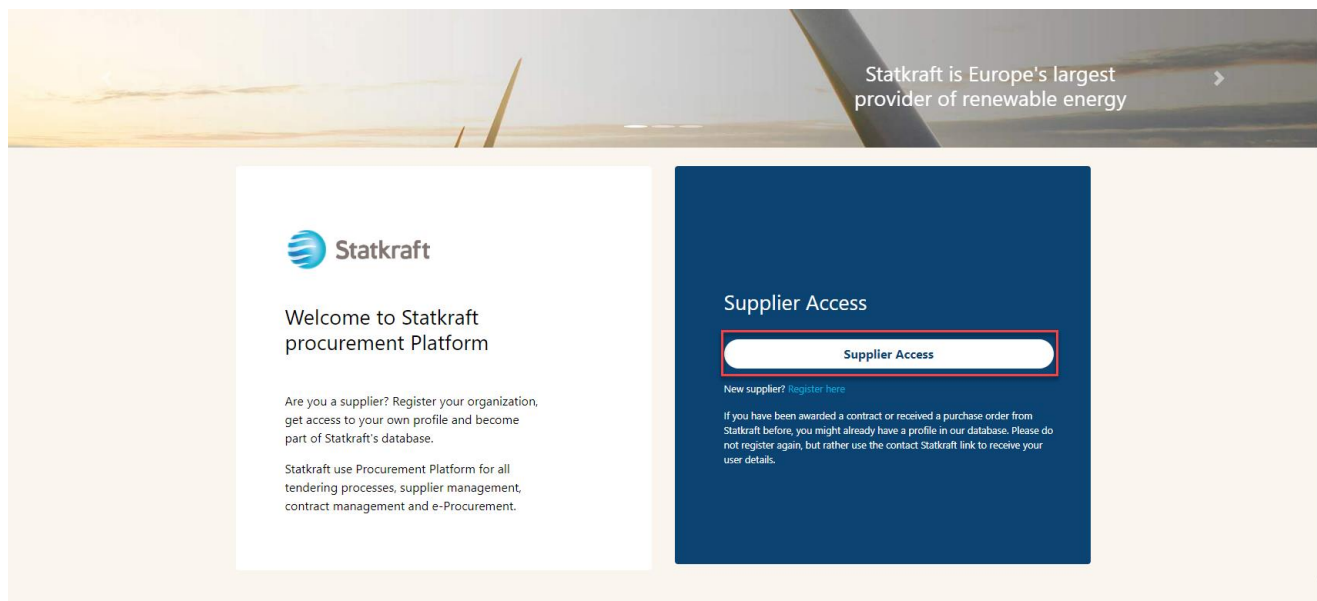 Statkraft is Europe's largest
provider of renewable energy
Statkraft
Welcome to Statkraft
procurement Platform
Are you a supplier? Register your organization,
get access to your own profile and become
part of Statkraft's database.
Statkraft use Procurement Platform for all
tendering processes, supplier management,
contract management and e-Procurement.
Supplier Access
Supplier Access
New supplier? Register here
If you have been awarded a contract or received a purchase order from
Statkraft before, you might already have a profile in our database. Please do
not register again, but rather use the contact Statkraft link to receive your
user details.